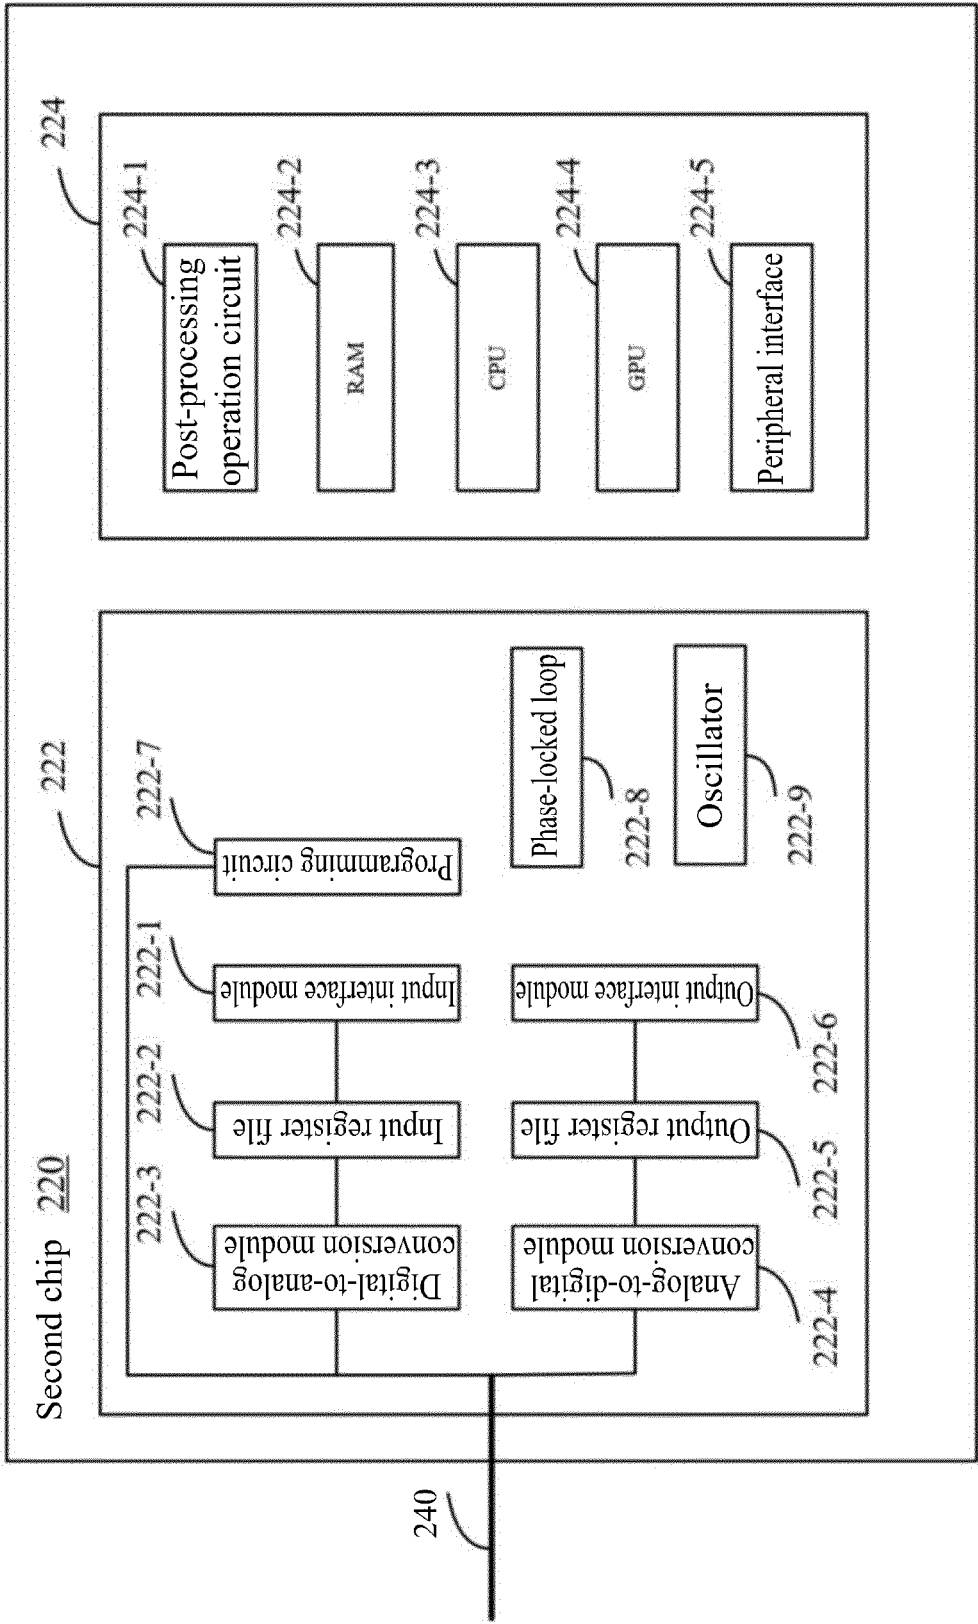 Second chip 220
222
224
222-3
222-2
222-1
222-7
224-1
224-2
224-3
224-4
224-5
Digital-to-analog
conversion module
Input register file
Input interface module
Programming circuit
Analog-to-digital
conversion module
Output register file
Output interface module
222-4
222-5
222-6
Phase-locked loop
222-8
Oscillator
222-9
Post-processing
operation circuit
RAM
CPU
GPU
Peripheral interface
240